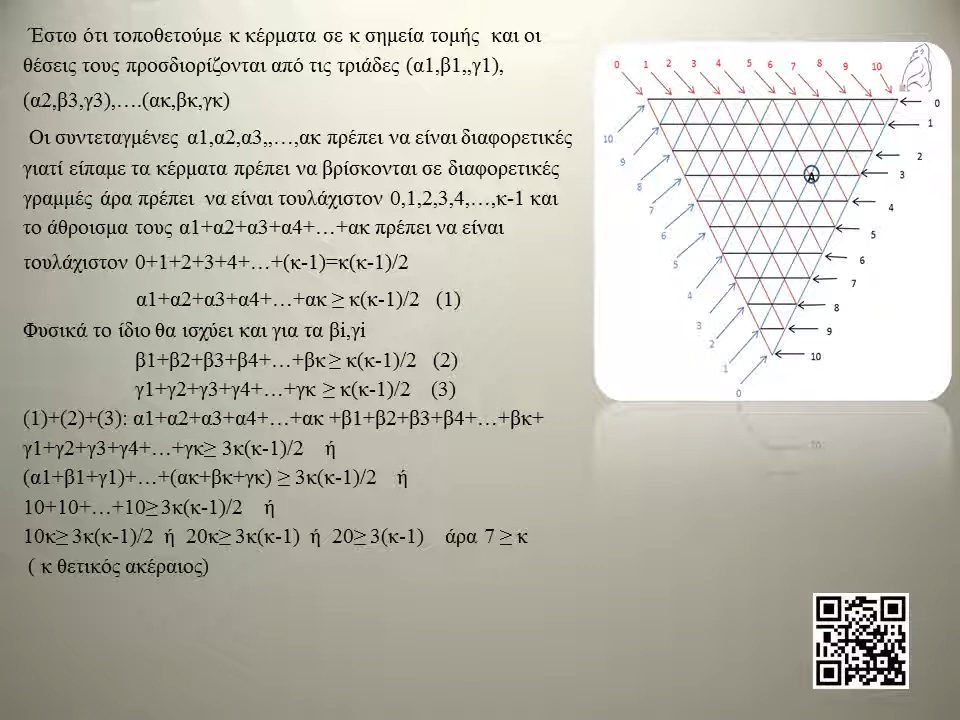 Έστω ότι τοποθετούμε κ κέρματα σε κ σημεία τομής και οι
θέσεις τους προσδιορίζονται από τις τριάδες (α1,β1,,γ1),
(α2,β3,γ3),….(ακ,βκ,γκ)
Οι συντεταγμένες α1,α2,α3,,…,ακ πρέπει να είναι διαφορετικές
γιατί είπαμε τα κέρματα πρέπει να βρίσκονται σε διαφορετικές
γραμμές άρα πρέπει να είναι τουλάχιστον 0,1,2,3,4,…,κ-1 και
το άθροισμα τους α1+α2+α3+α4+…+ακ πρέπει να είναι
τουλάχιστον 0+1+2+3+4+…+(κ-1)=κ(κ-1)/2
α1+α2+α3+α4+…+ακ ≥ κ(κ-1)/2 (1)
Φυσικά το ίδιο θα ισχύει και για τα βi,γi
β1+β2+β3+β4+…+βκ ≥ κ(κ-1)/2 (2)
γ1+γ2+γ3+γ4+…+γκ ≥ κ(κ-1)/2 (3)
(1)+(2)+(3): α1+α2+α3+α4+…+ακ +β1+β2+β3+β4+…+βκ+
γ1+γ2+γ3+γ4+…+γκ≥ 3κ(κ-1)/2 ή
(α1+β1+γ1)+…+(ακ+βκ+γκ) ≥ 3κ(κ-1)/2 ή
10+10+…+10≥ 3κ(κ-1)/2 ή
10κ≥ 3κ(κ-1)/2 ή 20κ≥ 3κ(κ-1) ή 20≥ 3(κ-1) άρα 7 ≥ κ
( κ θετικός ακέραιος)
0 1 2 3 4 5 6 7 8 9 10
0
1
2
3
4
5
6
7
8
9
10
A
10
9
8
7
6
5
4
3
2
1
0